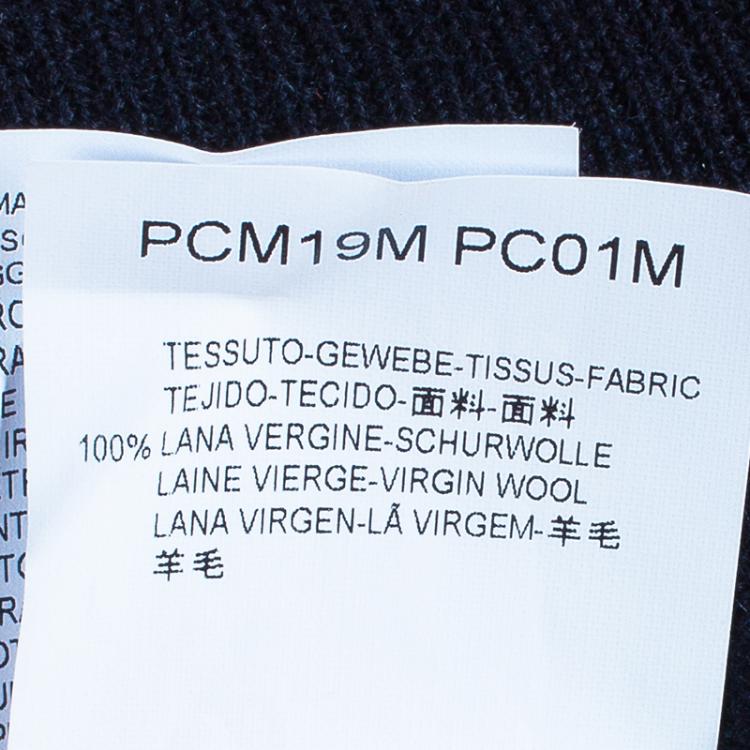 PCM19M PC01M
TESSUTO-GEWEBE-TISSUS-FABRIC
TEJIDO-TECIDO-面料-面料
100% LANA VERGINE-SCHURWOLLE
LAINE VIERGE-VIRGIN WOOL
LANA VIRGEN-LÃ VIRGEM-羊毛
羊毛